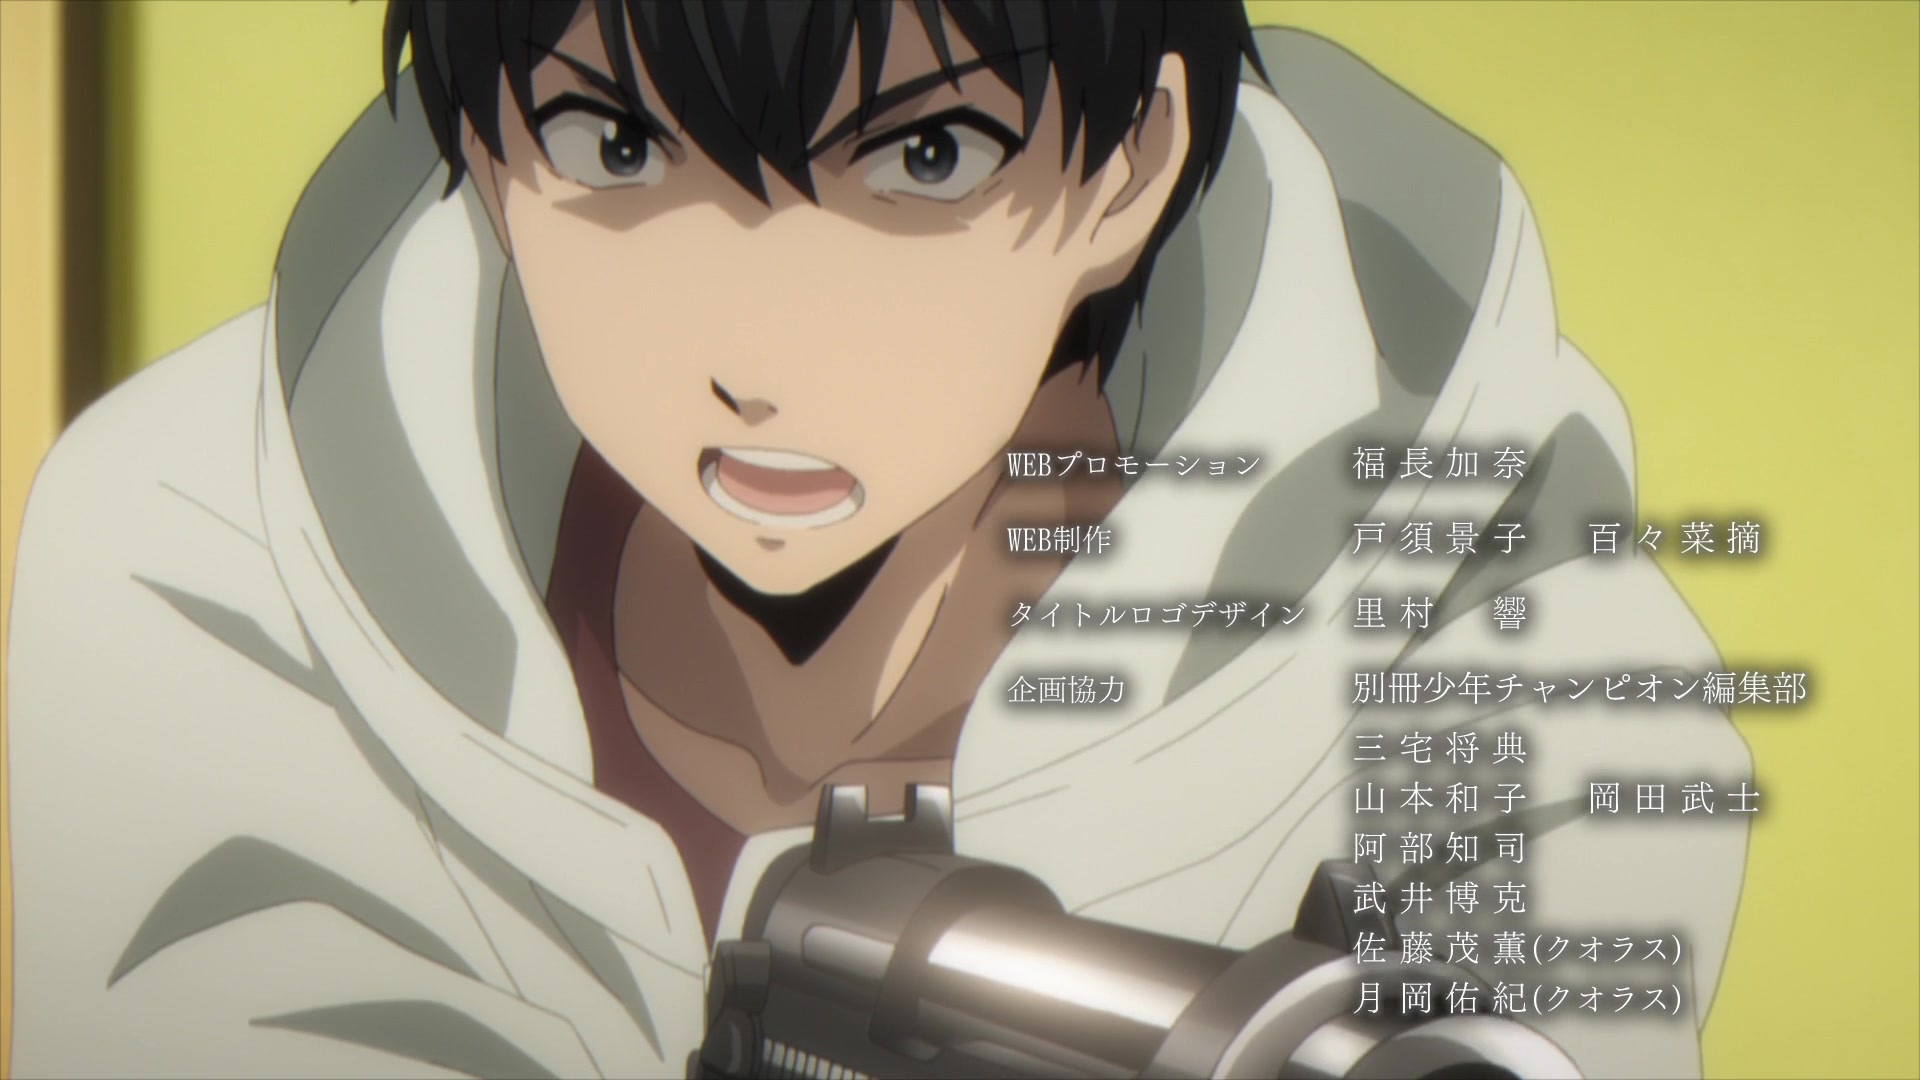 WEBプロモーション 福長加奈
WEB制作 戸須景子 百々菜摘
タイトルロゴデザイン 里村 響
企画協力 別冊少年チャンピオン編集部
三宅将典
山本和子 岡田武士
阿部知司
武井博克
佐藤茂薫(クオラス)
月岡佑紀(クオラス)